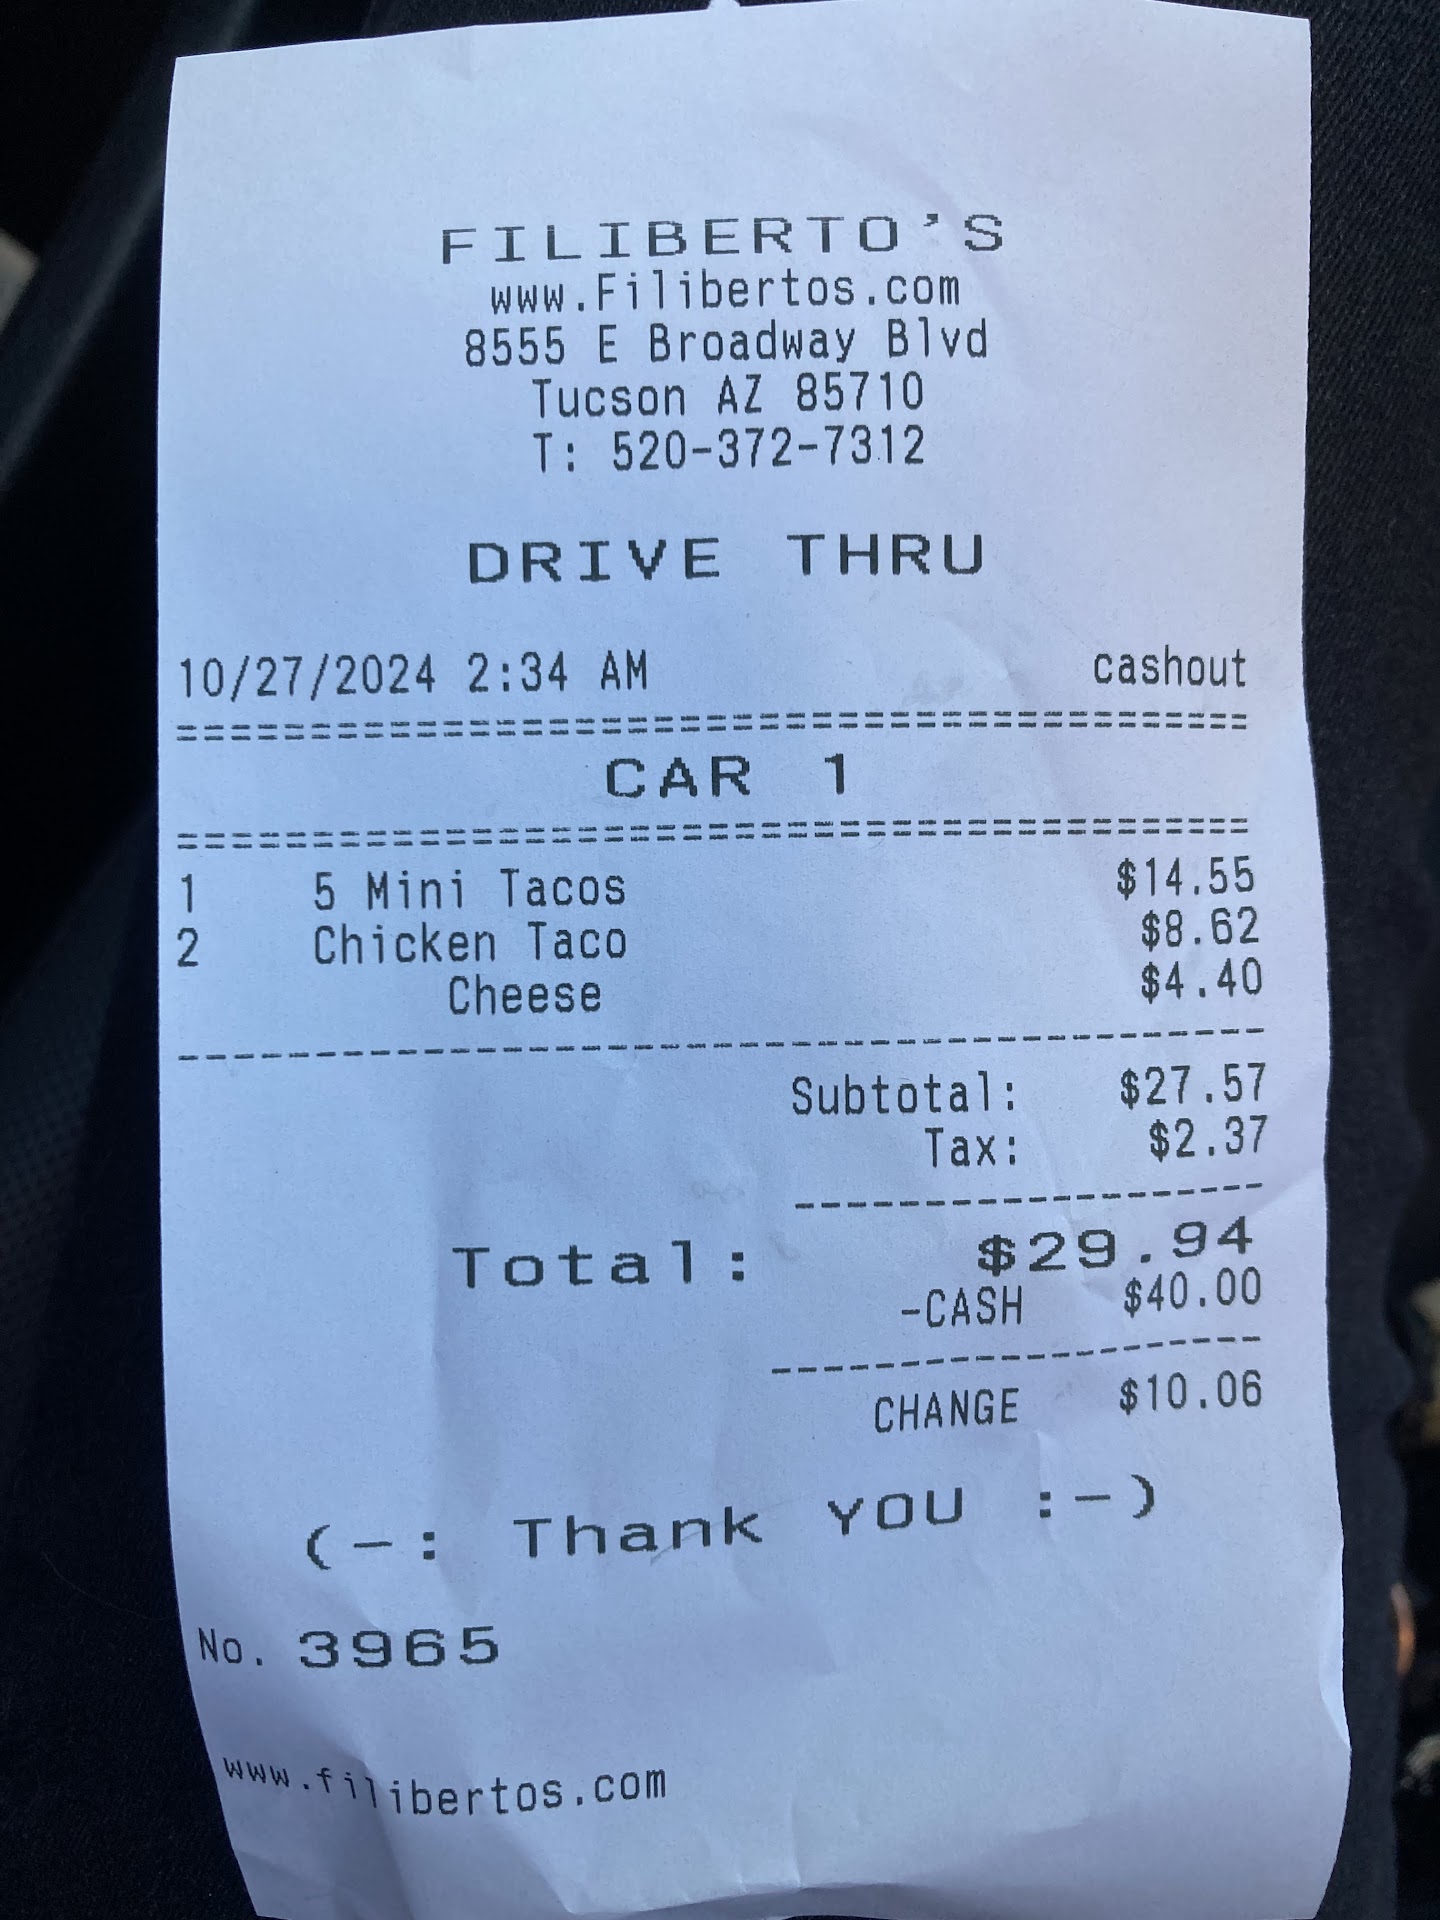 FILIBERTO'S
www.Filibertos.com
8555 E Broadway Blvd
Tucson AZ 85710
T: 520-372-7312
DRIVE THRU
10/27/2024 2:34 AM cashout
========================================
CAR 1
========================================
1 5 Mini Tacos $14.55
2 Chicken Taco $8.62
Cheese $4.40
----------------------------------------
Subtotal: $27.57
Tax: $2.37
------------------
Total: $29.94
-CASH $40.00
-------------------
CHANGE $10.06
(-: Thank YOU :-)
No. 3965
www.filibertos.com